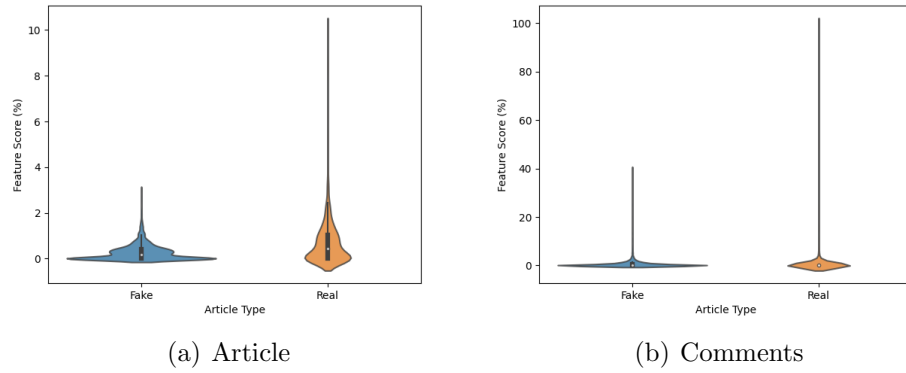 Feature Score (%)
10
8
6
4
2
0
Fake
Real
Article Type
(a) Article
Feature Score (%)
100
80
60
40
20
0
Fake
Real
Article Type
(b) Comments